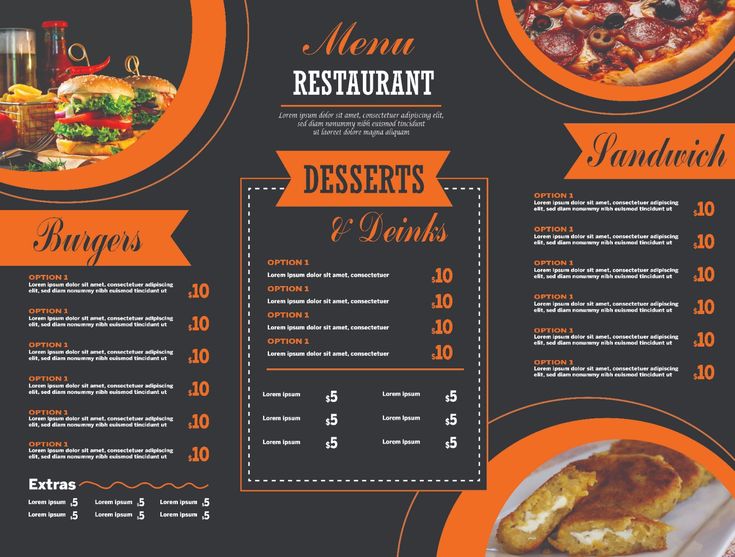 Menu
RESTAURANT
Lorem ipsum dolor sit amet, consectetuer adipiscing elit,
sed diam nonummy nibh euismod tincidunt
ut laoreet dolore magna aliquam
Burgers
OPTION 1
Lorem ipsum dolor sit amet, consectetuer adipiscing
elit, sed diam nonummy nibh euismod tincidunt ut $10
OPTION 1
Lorem ipsum dolor sit amet, consectetuer adipiscing
elit, sed diam nonummy nibh euismod tincidunt ut $10
OPTION 1
Lorem ipsum dolor sit amet, consectetuer adipiscing
elit, sed diam nonummy nibh euismod tincidunt ut $10
OPTION 1
Lorem ipsum dolor sit amet, consectetuer adipiscing
elit, sed diam nonummy nibh euismod tincidunt ut $10
OPTION 1
Lorem ipsum dolor sit amet, consectetuer adipiscing
elit, sed diam nonummy nibh euismod tincidunt ut $10
OPTION 1
Lorem ipsum dolor sit amet, consectetuer adipiscing
elit, sed diam nonummy nibh euismod tincidunt ut $10
Extras
Lorem ipsum $5 Lorem ipsum $5 Lorem ipsum $5
Lorem ipsum $5 Lorem ipsum $5 Lorem ipsum $5
DESSERTS
& Deinks
OPTION 1
Lorem ipsum dolor sit amet, consectetuer $10
OPTION 1
Lorem ipsum dolor sit amet, consectetuer $10
OPTION 1
Lorem ipsum dolor sit amet, consectetuer $10
OPTION 1
Lorem ipsum dolor sit amet, consectetuer $10
Lorem ipsum $5 Lorem ipsum $5
Lorem ipsum $5 Lorem ipsum $5
Lorem ipsum $5 Lorem ipsum $5
Sandwich
OPTION 1
Lorem ipsum dolor sit amet, consectetuer adipiscing
elit, sed diam nonummy nibh euismod tincidunt ut $10
OPTION 1
Lorem ipsum dolor sit amet, consectetuer adipiscing
elit, sed diam nonummy nibh euismod tincidunt ut $10
OPTION 1
Lorem ipsum dolor sit amet, consectetuer adipiscing
elit, sed diam nonummy nibh euismod tincidunt ut $10
OPTION 1
Lorem ipsum dolor sit amet, consectetuer adipiscing
elit, sed diam nonummy nibh euismod tincidunt ut $10
OPTION 1
Lorem ipsum dolor sit amet, consectetuer adipiscing
elit, sed diam nonummy nibh euismod tincidunt ut $10
OPTION 1
Lorem ipsum dolor sit amet, consectetuer adipiscing
elit, sed diam nonummy nibh euismod tincidunt ut $10